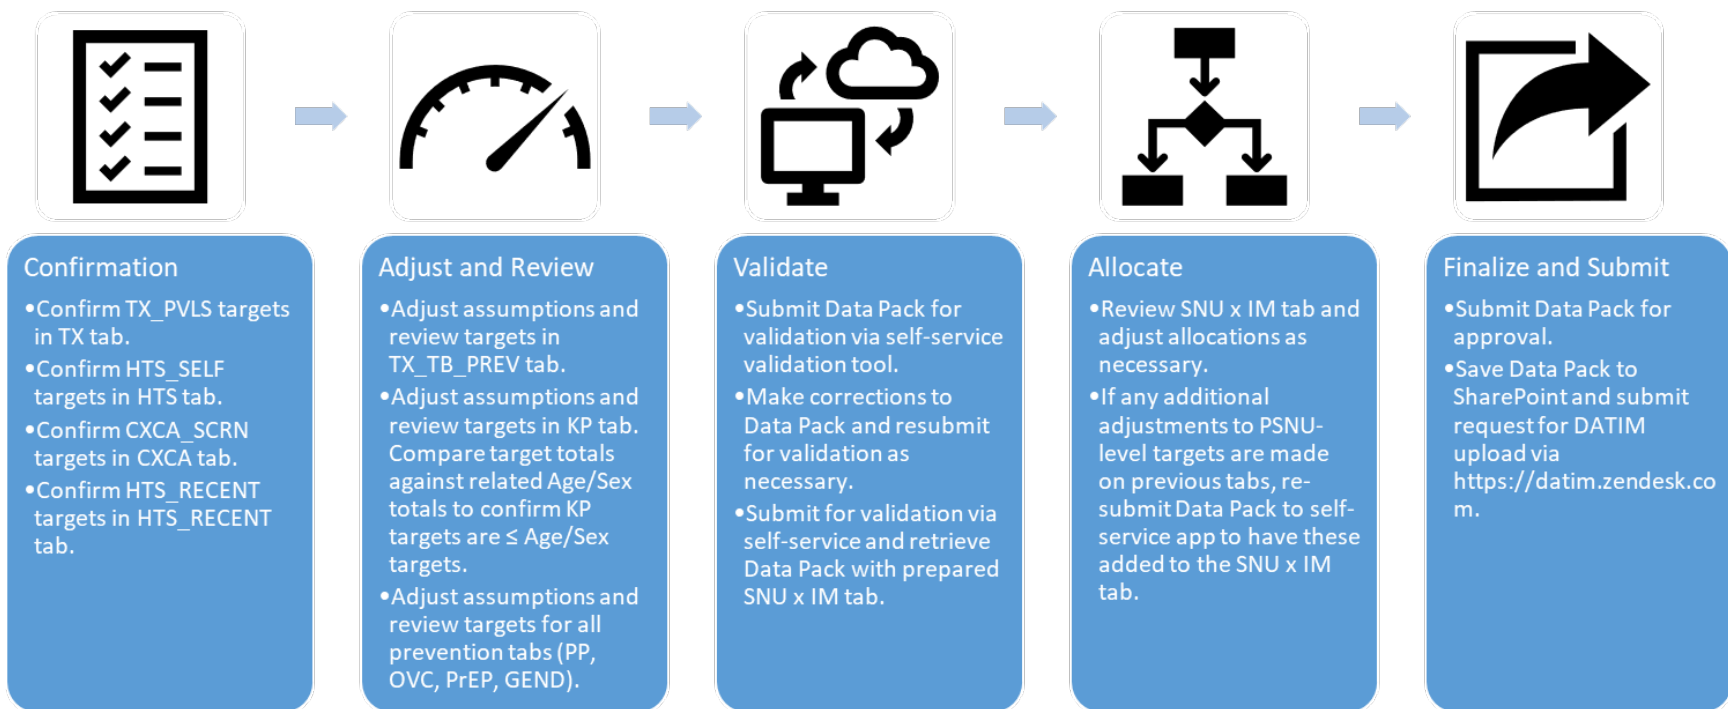 Confirmation
•Confirm TX_PVLS targets
in TX tab.
•Confirm HTS_SELF
targets in HTS tab.
•Confirm CXCA_SCRN
targets in CXCA tab.
•Confirm HTS_RECENT
targets in HTS_RECENT
tab.
Adjust and Review
•Adjust assumptions and
review targets in
TX_TB_PREV tab.
•Adjust assumptions and
review targets in KP tab.
Compare target totals
against related Age/Sex
totals to confirm KP
targets are ≤ Age/Sex
targets.
•Adjust assumptions and
review targets for all
prevention tabs (PP,
OVC, PrEP, GEND).
Validate
•Submit Data Pack for
validation via self-service
validation tool.
•Make corrections to
Data Pack and resubmit
for validation as
necessary.
•Submit for validation via
self-service and retrieve
Data Pack with prepared
SNU x IM tab.
Allocate
•Review SNU x IM tab and
adjust allocations as
necessary.
•If any additional
adjustments to PSNU-
level targets are made
on previous tabs, re-
submit Data Pack to self-
service app to have these
added to the SNU x IM
tab.
Finalize and Submit
•Submit Data Pack for
approval.
•Save Data Pack to
SharePoint and submit
request for DATIM
upload via
https://datim.zendesk.co
m.